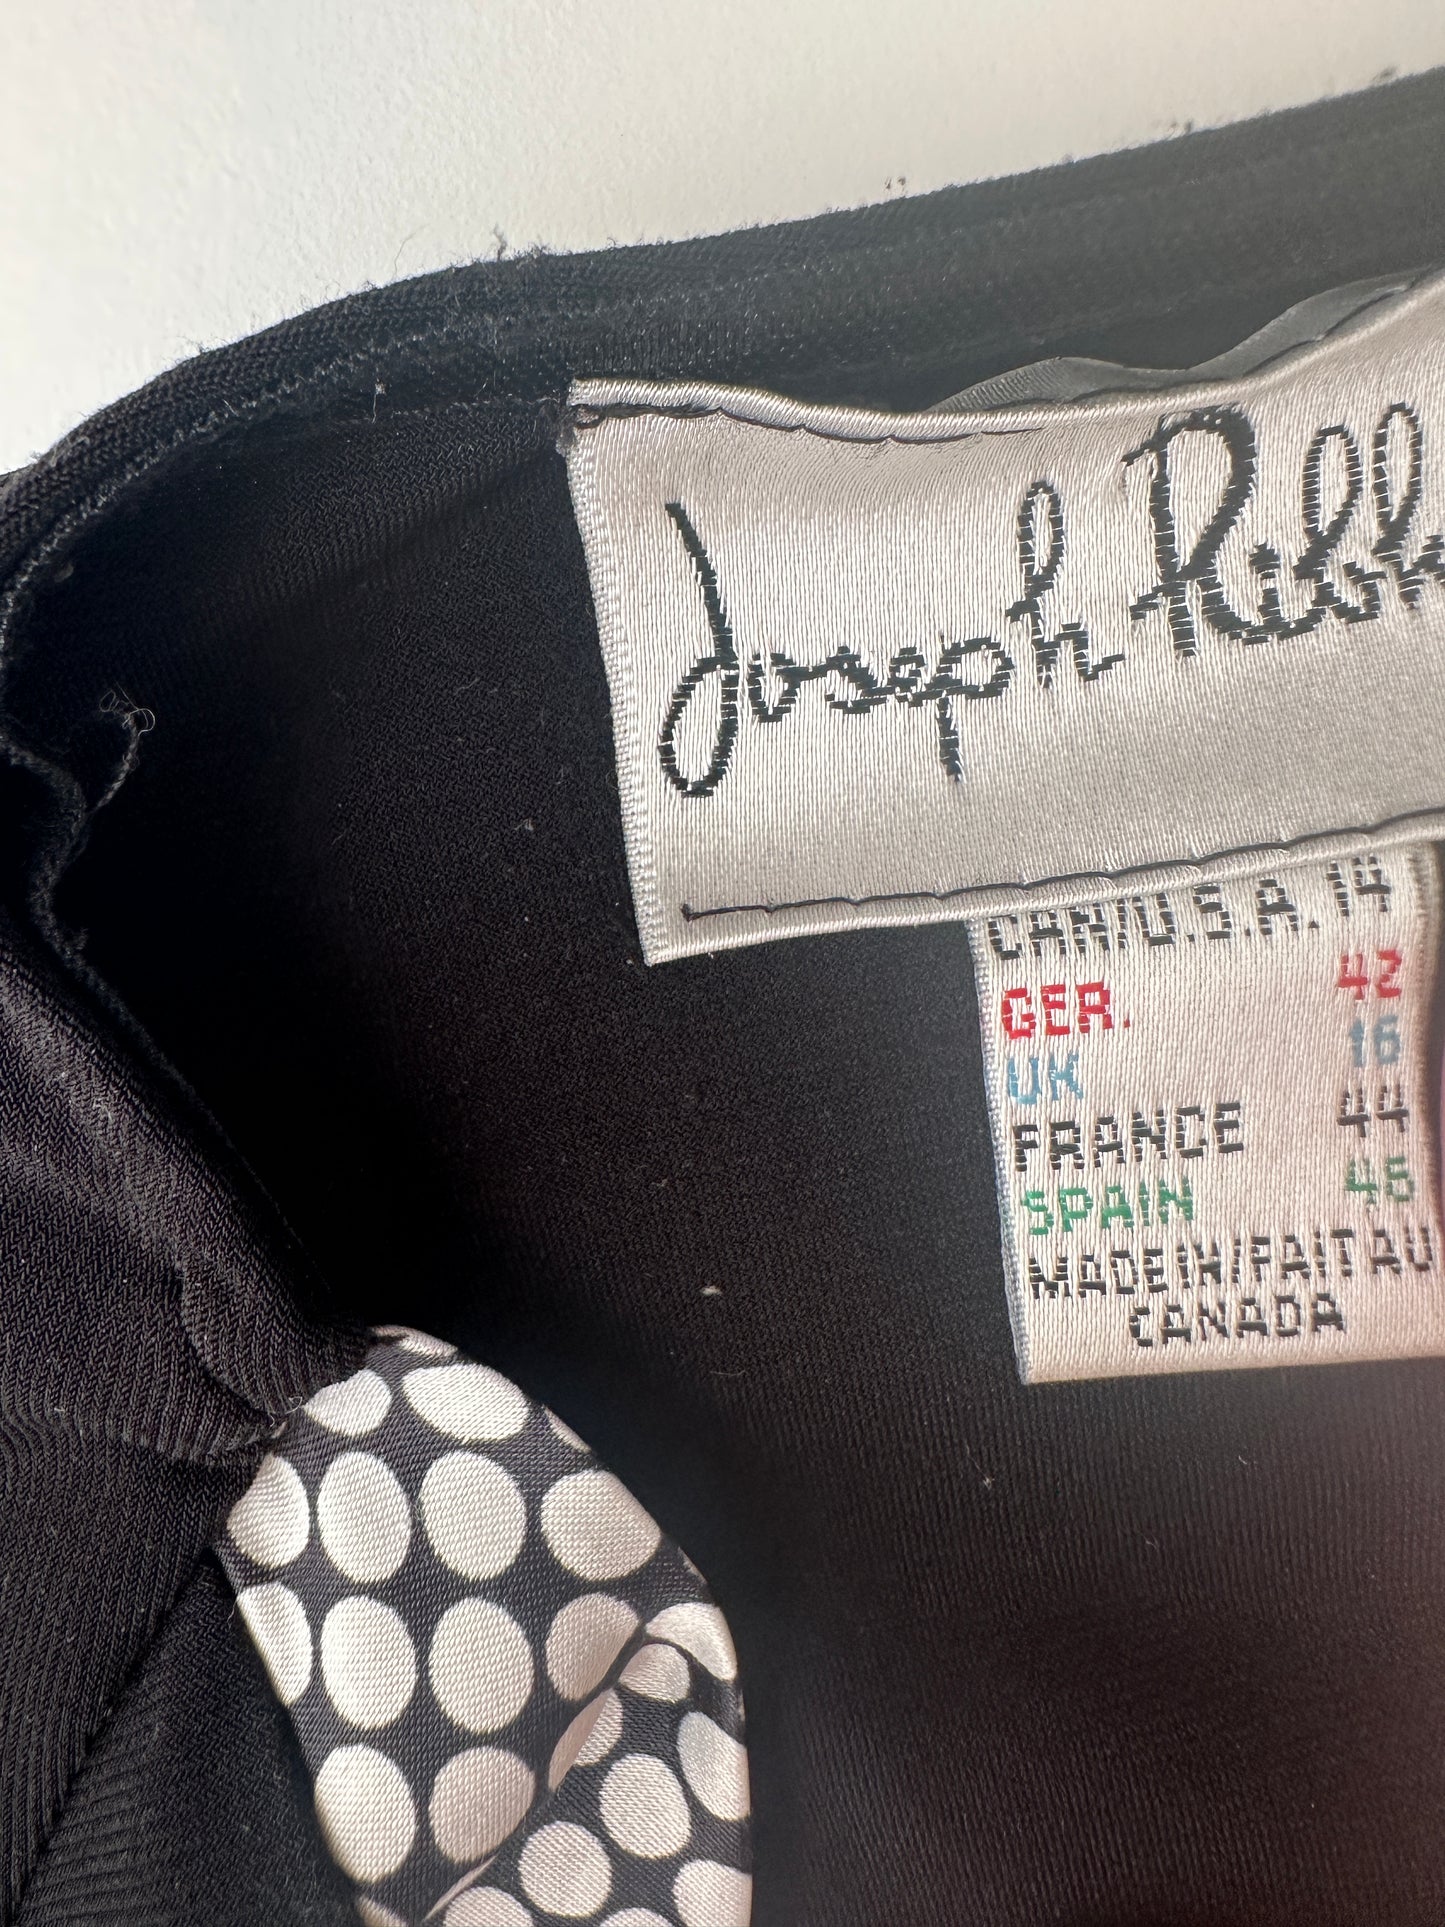 Joseph Ribk
CAN/U.S.A. 14
GER. 42
UK 16
FRANCE 44
SPAIN 46
MADE IN/FAIT AU
CANADA